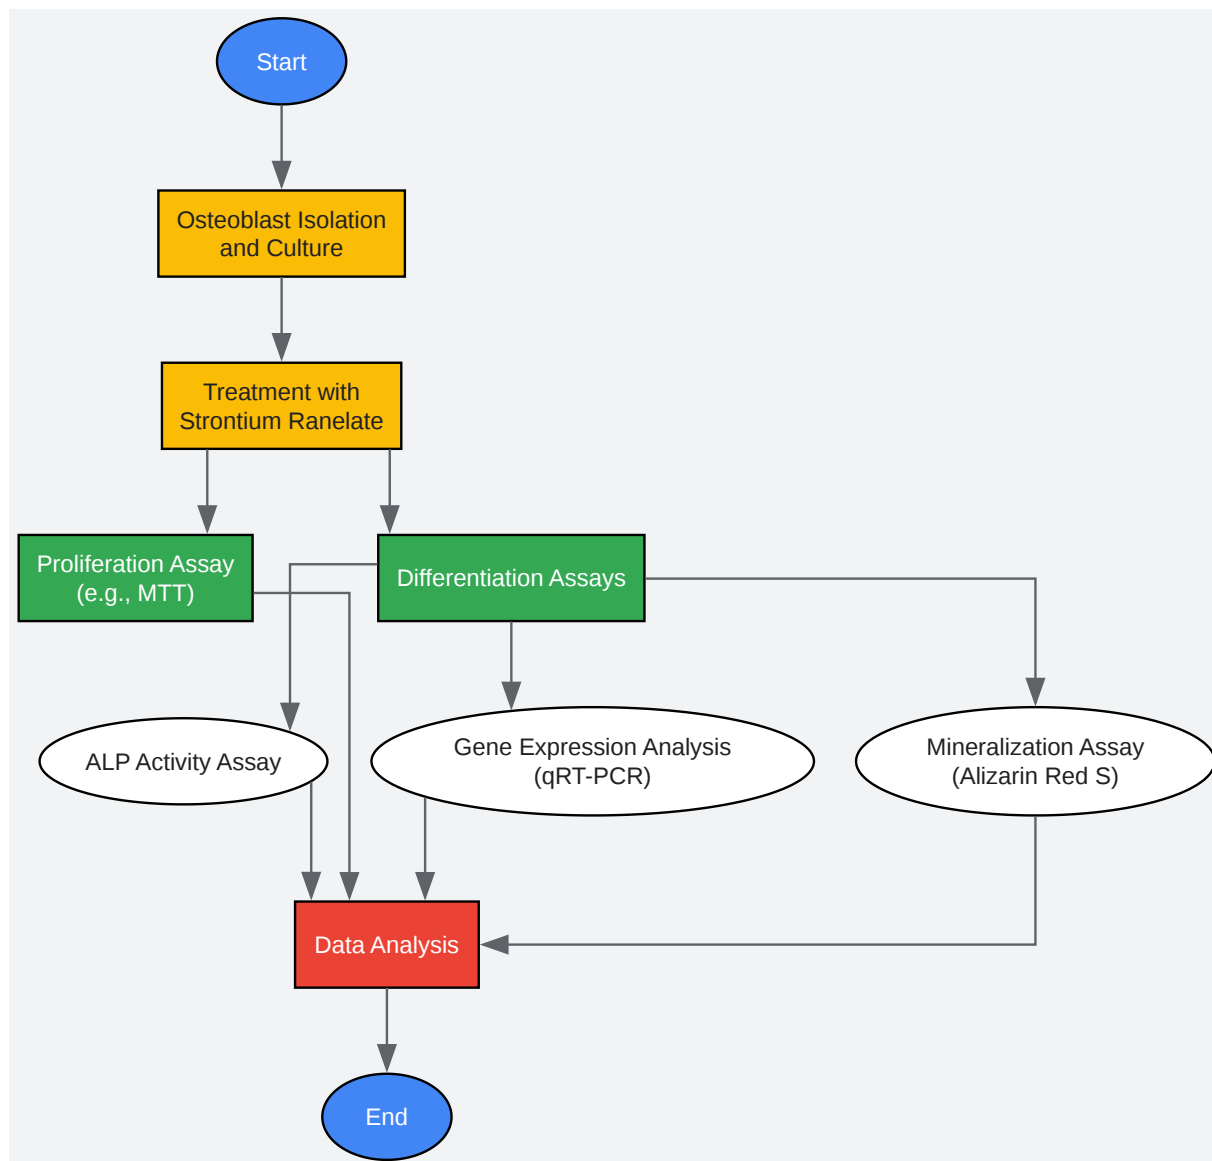 Start
Osteoblast Isolation
and Culture
Treatment with
Strontium Ranelate
Proliferation Assay
(e.g., MTT)
Differentiation Assays
ALP Activity Assay
Gene Expression Analysis
(qRT-PCR)
Mineralization Assay
(Alizarin Red S)
Data Analysis
End